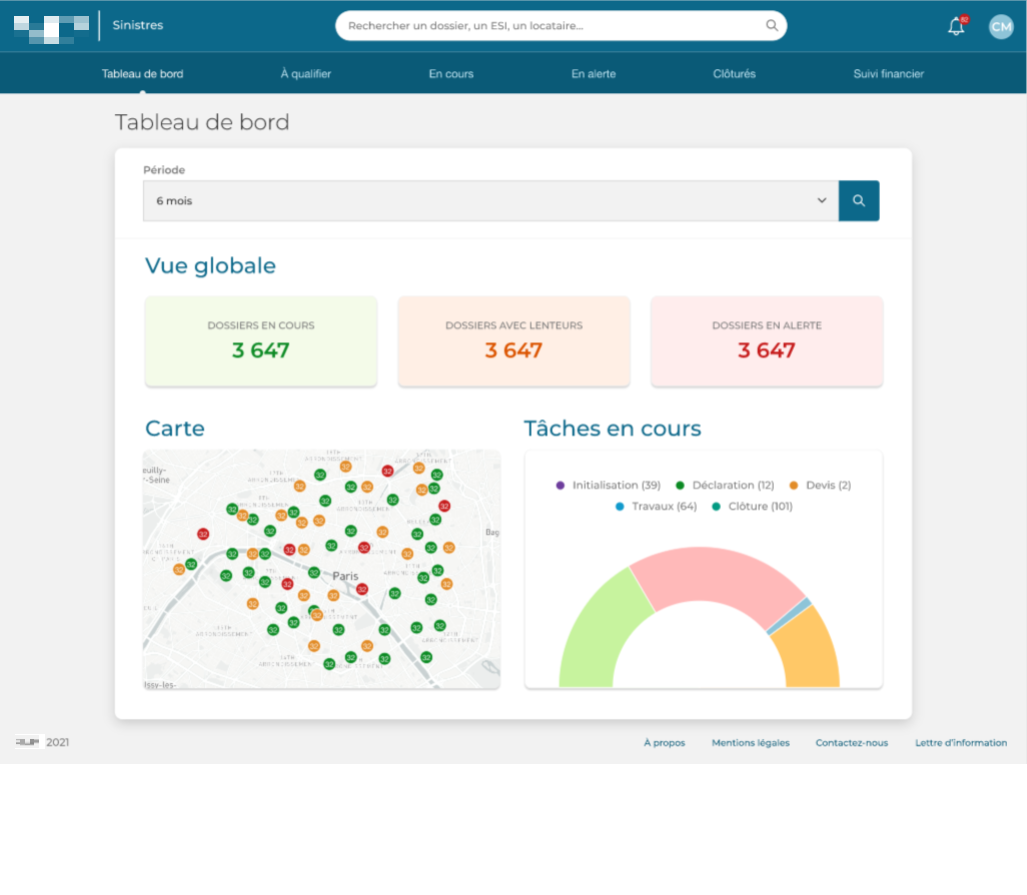 Sinistres
Rechercher un dossier, un ESI, un locataire...
CM
Tableau de bord
À qualifier
En cours
En alerte
Clôturés
Suivi financier
Tableau de bord
Période
6 mois
Vue globale
DOSSIERS EN COURS
3 647
DOSSIERS AVEC LENTEURS
3 647
DOSSIERS EN ALERTE
3 647
Carte
Paris
Issy-les-
32
Tâches en cours
Initialisation (39)
Déclaration (12)
Devis (2)
Travaux (64)
Clôture (101)
2021
À propos
Mentions légales
Contactez-nous
Lettre d'information